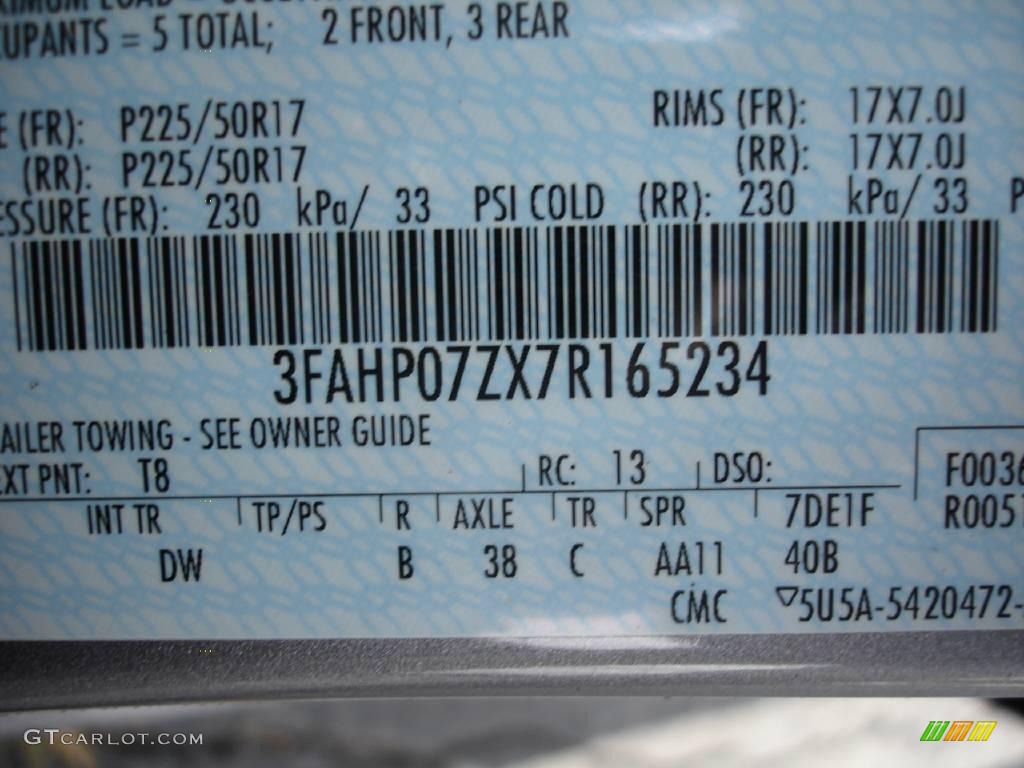 UPANTS = 5 TOTAL; 2 FRONT, 3 REAR
E (FR): P225/50R17 RIMS (FR): 17X7.0J
(RR): P225/50R17 (RR): 17X7.0J
ESSURE (FR): 230 kPa/ 33 PSI COLD (RR): 230 kPa/ 33 P
3FAHP07ZX7R165234
AILER TOWING - SEE OWNER GUIDE
EXT PNT: T8 RC: 13 DSO: F0036
INT TR TP/PS R AXLE TR SPR 7DE1F R005
DW B 38 C AA11 40B
CMC ▽5U5A-5420472-
GTCARLOT.COM